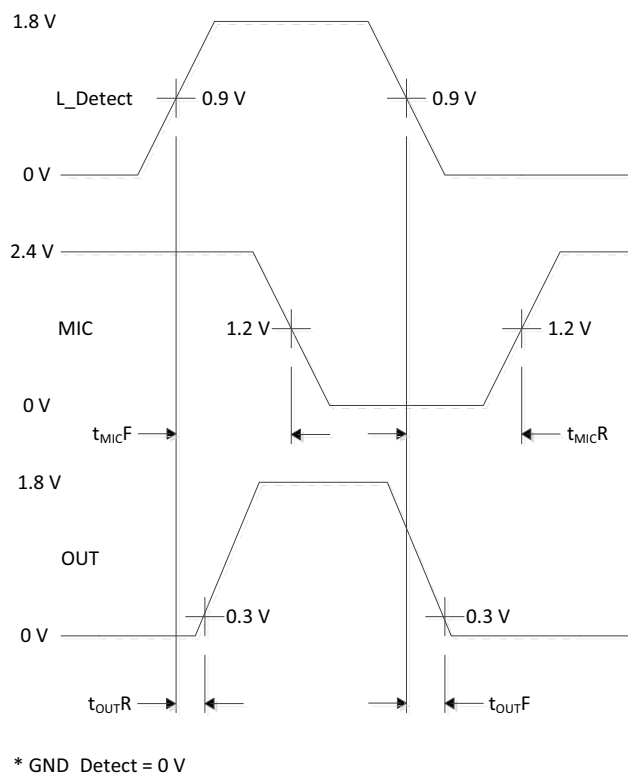 1.8 V
L_Detect
0.9 V
0.9 V
0 V
2.4 V
MIC
1.2 V
1.2 V
0 V
tMICF
tMICR
1.8 V
OUT
0.3 V
0.3 V
0 V
tOUTR
tOUTF
* GND Detect = 0 V